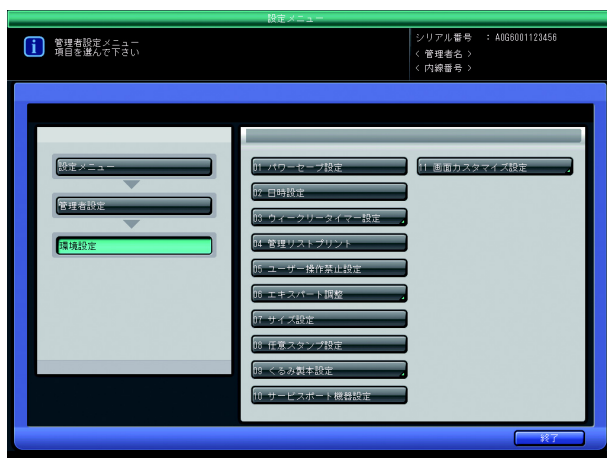 設定メニュー
管理者設定メニュー
項目を選んで下さい
シリアル番号 : A0G6001123456
< 管理者名 >
< 内線番号 >
設定メニュー
管理者設定
環境設定
01 パワーセーブ設定
02 日時設定
03 ウィークリータイマー設定
04 管理リストプリント
05 ユーザー操作禁止設定
06 エキスパート調整
07 サイズ設定
08 任意スタンプ設定
09 くるみ製本設定
10 サービスポート機器設定
11 画面カスタマイズ設定
終了